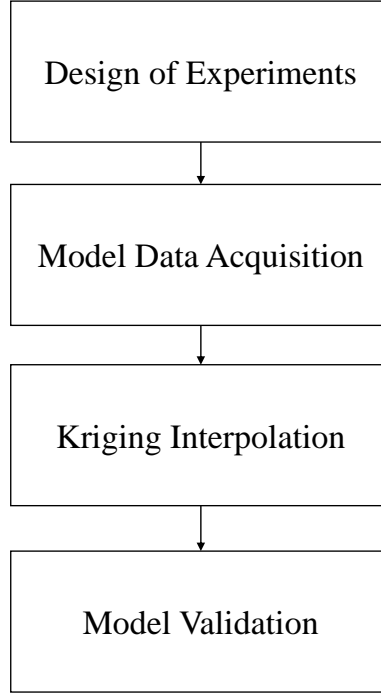 Design of Experiments
Model Data Acquisition
Kriging Interpolation
Model Validation